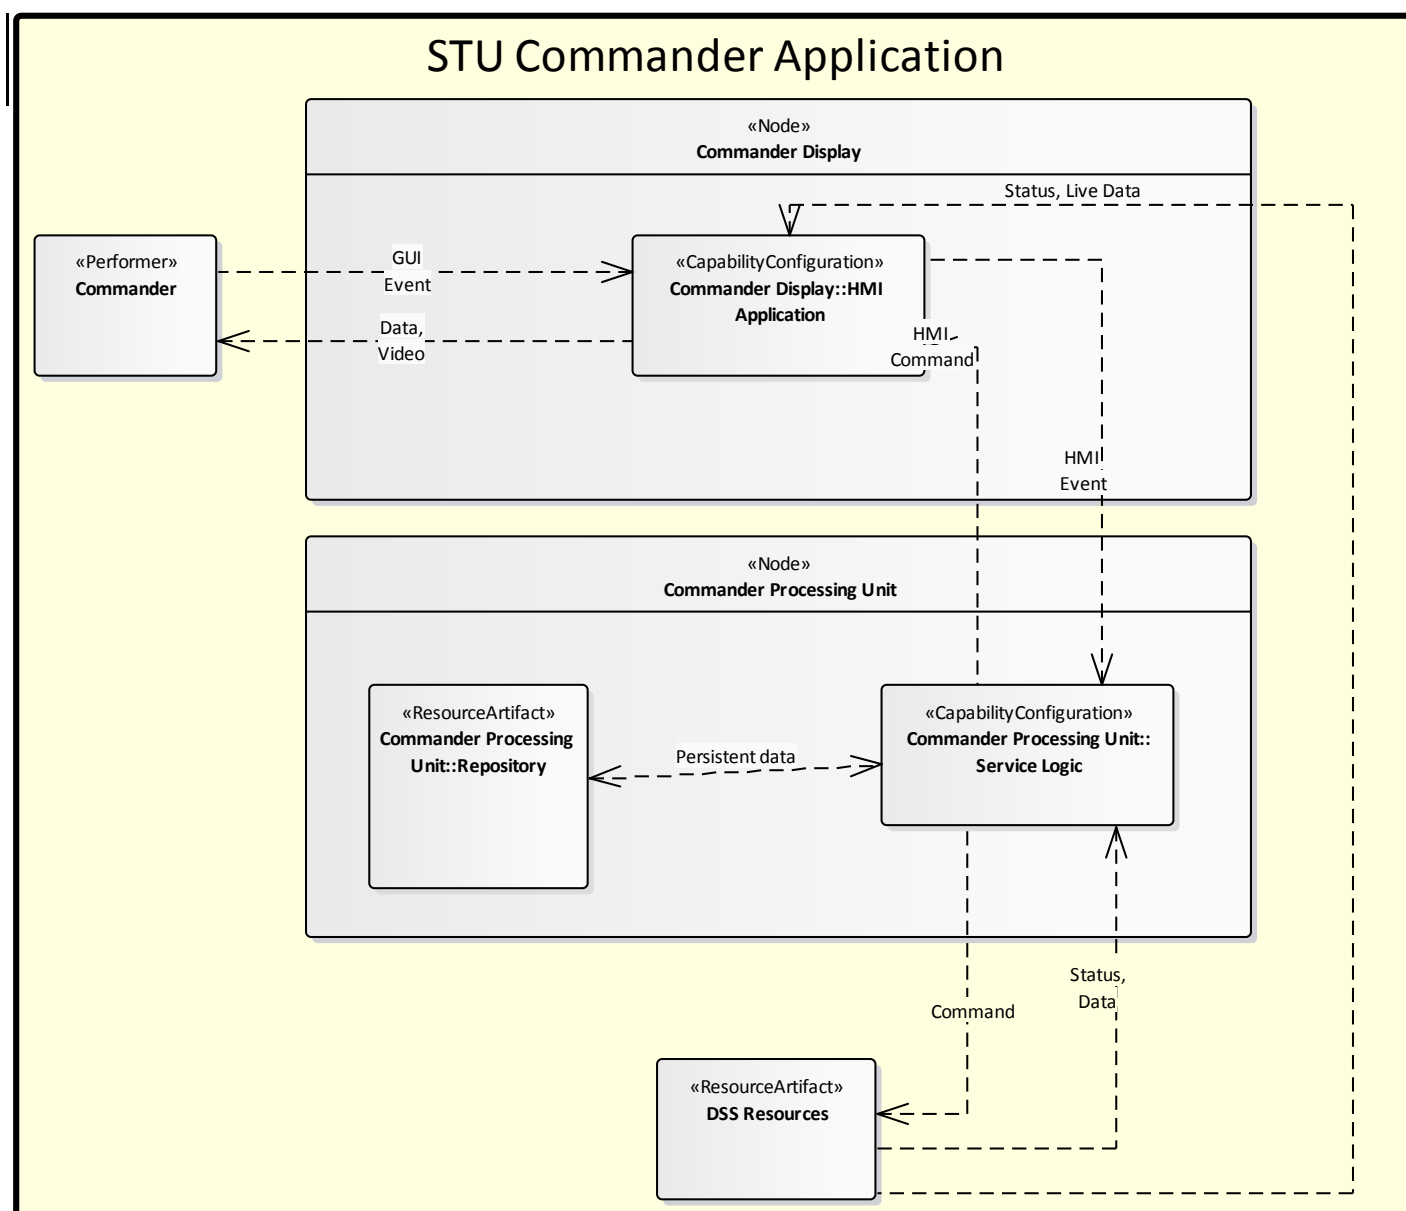 STU Commander Application
«Node»
Commander Display
Status, Live Data
«Performer»
Commander
GUI
Event
Data,
Video
«CapabilityConfiguration»
Commander Display::HMI
Application
HMI
Command
HMI
Event
«Node»
Commander Processing Unit
«ResourceArtifact»
Commander Processing
Unit::Repository
Persistent data
«CapabilityConfiguration»
Commander Processing Unit::
Service Logic
Status,
Data
Command
«ResourceArtifact»
DSS Resources